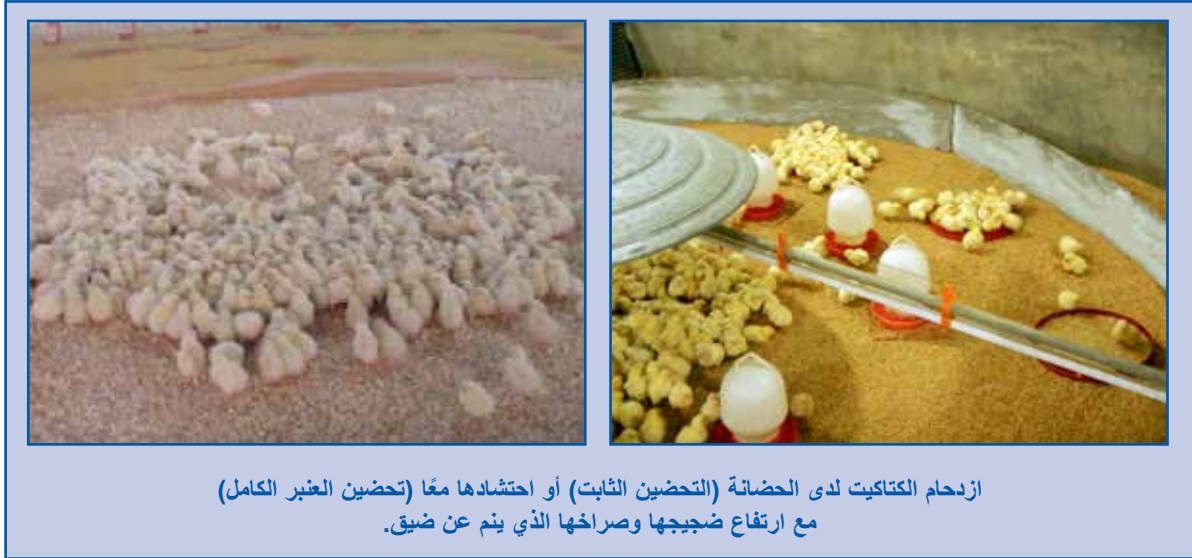 ازدحام الكتاكيت لدى الحضانة (التحضين الثابت) أو احتشادها معًا (تحضين العنبر الكامل)
مع ارتفاع ضجيجها وصراخها الذي ينم عن ضيق.